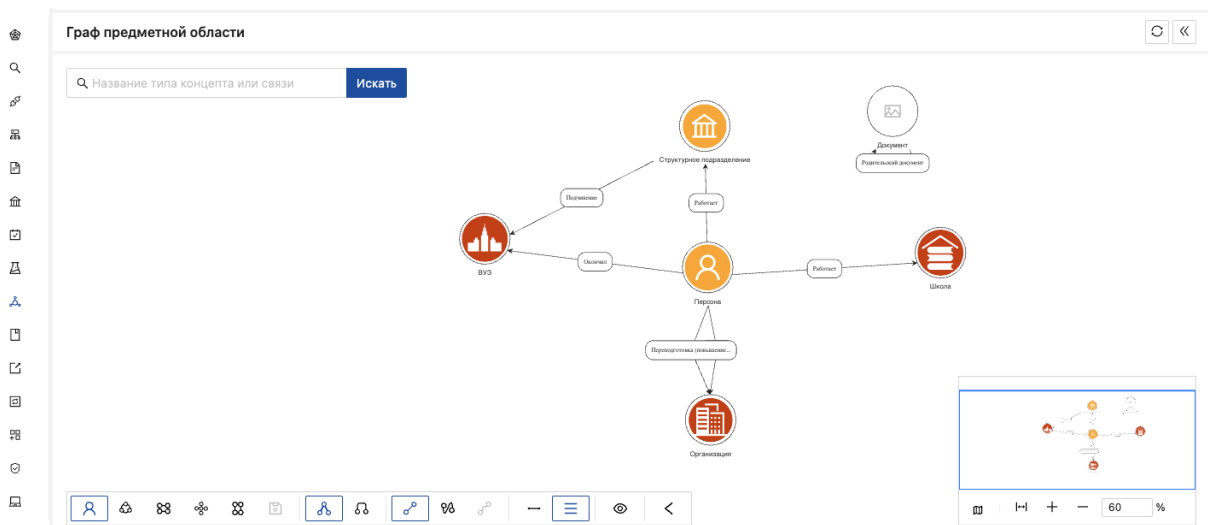 Граф предметной области
Название типа концепта или связи
Искать
Документ
Родительский документ
Структурное подразделение
Подчинение
Работает
ВУЗ
Окончил
Персона
Работает
Школа
Переподготовка (повышение...
Организация
60 %